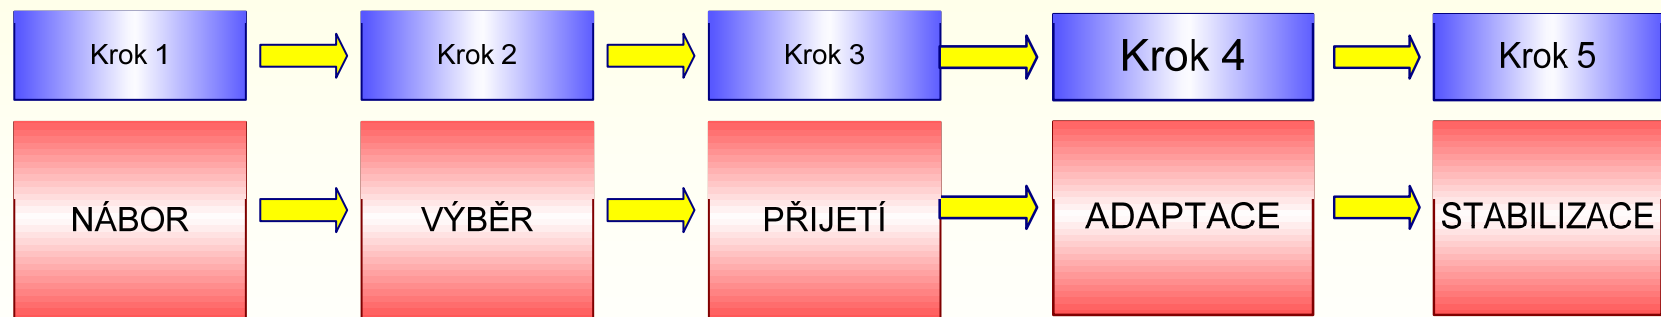 Krok 1
Krok 2
Krok 3
Krok 4
Krok 5
NÁBOR
VÝBĚR
PŘIJETÍ
ADAPTACE
STABILIZACE